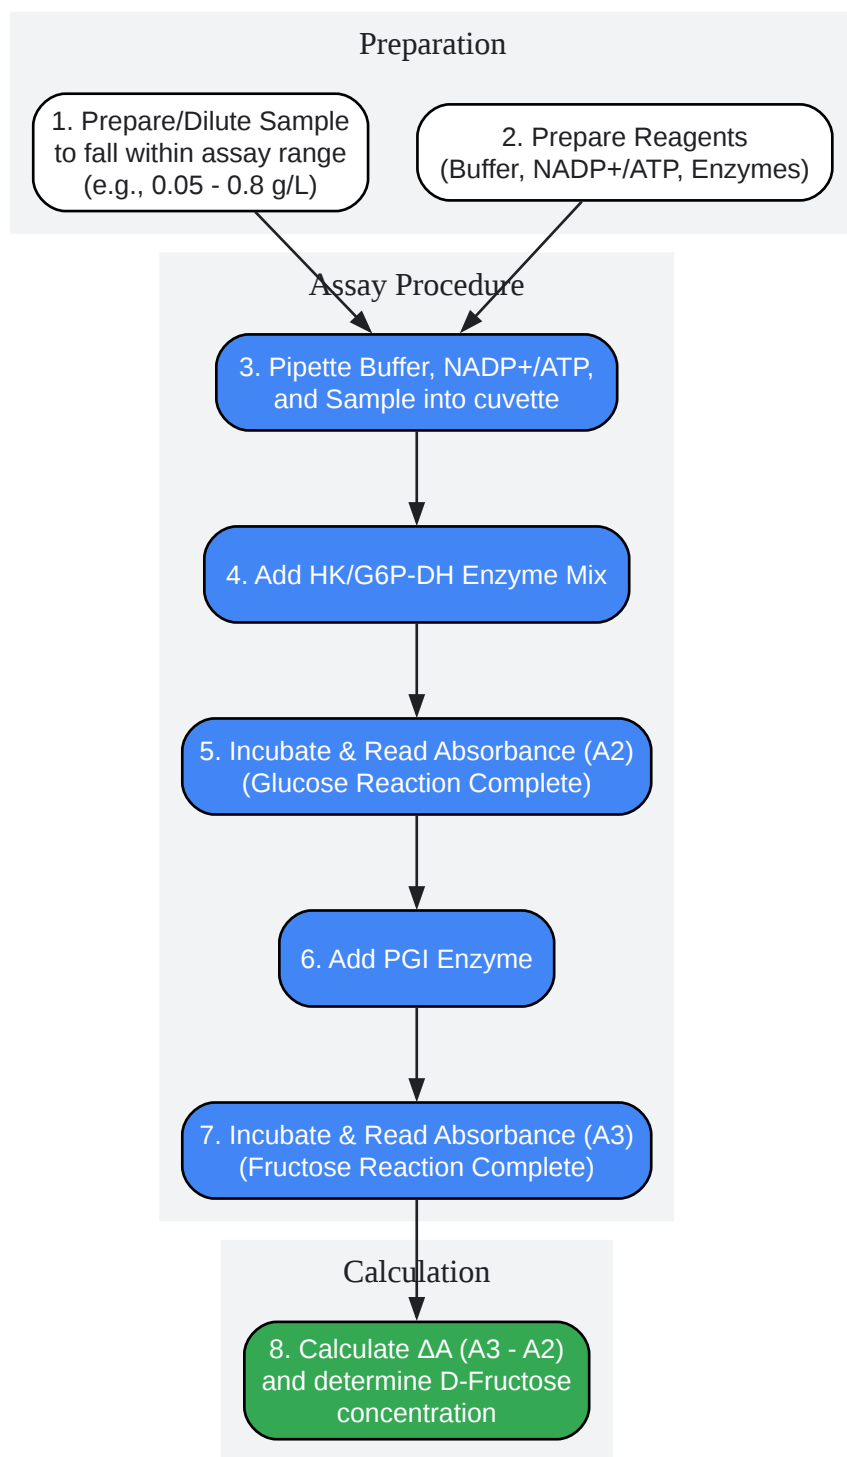 Preparation
1. Prepare/Dilute Sample
to fall within assay range
(e.g., 0.05 - 0.8 g/L)
2. Prepare Reagents
(Buffer, NADP+/ATP, Enzymes)
Assay Procedure
3. Pipette Buffer, NADP+/ATP,
and Sample into cuvette
4. Add HK/G6P-DH Enzyme Mix
5. Incubate & Read Absorbance (A2)
(Glucose Reaction Complete)
6. Add PGI Enzyme
7. Incubate & Read Absorbance (A3)
(Fructose Reaction Complete)
Calculation
8. Calculate ΔA (A3 - A2)
and determine D-Fructose
concentration